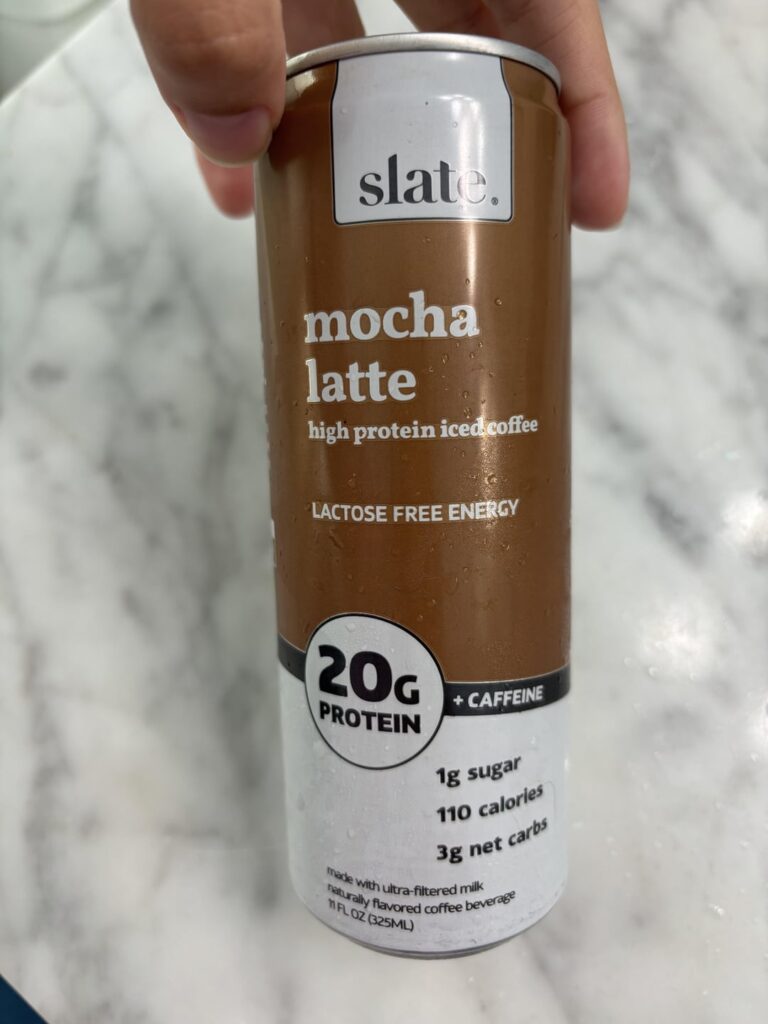 slate.®
mocha
latte
high protein iced coffee
LACTOSE FREE ENERGY
20G
PROTEIN
+ CAFFEINE
1g sugar
110 calories
3g net carbs
made with ultra-filtered milk
naturally flavored coffee beverage
11 FL OZ (325ML)